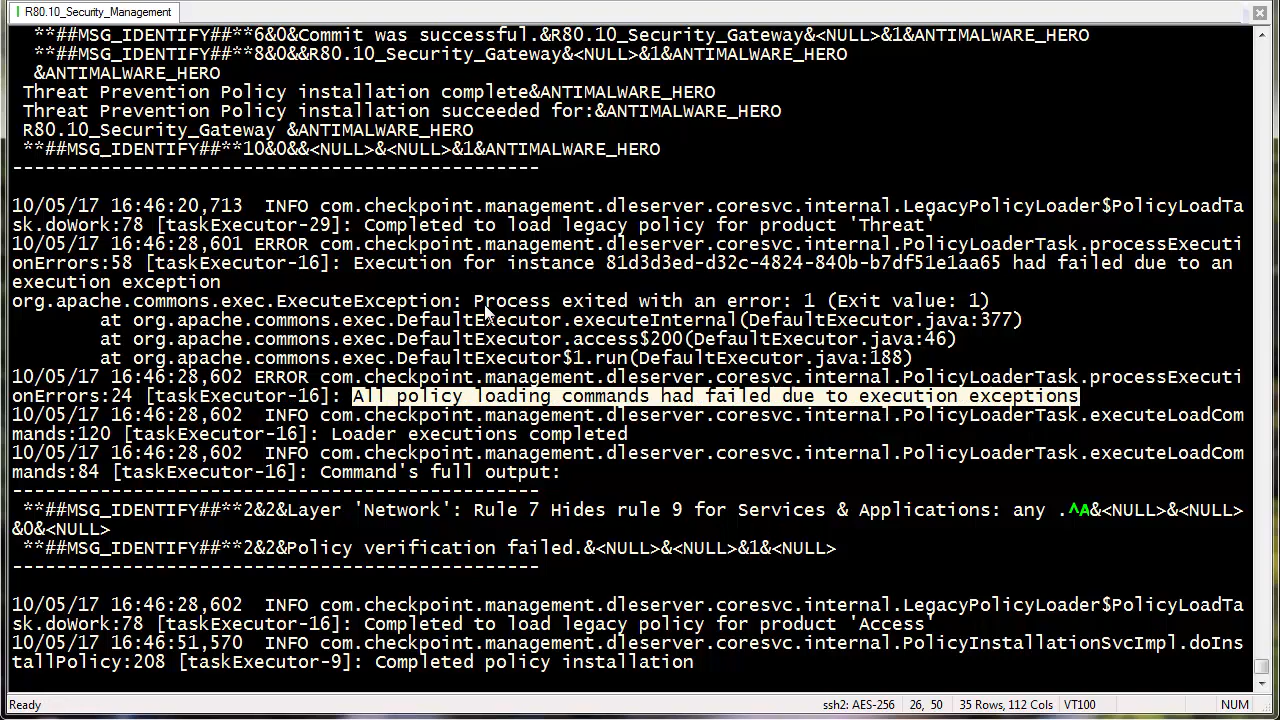 R80.10_Security_Management
**##MSG_IDENTIFY##**6&0&Commit was successful.&R80.10_Security_Gateway&<NULL>&1&ANTIMALWARE_HERO
**##MSG_IDENTIFY##**8&0&&R80.10_Security_Gateway&<NULL>&1&ANTIMALWARE_HERO
&ANTIMALWARE_HERO
Threat Prevention Policy installation complete&ANTIMALWARE_HERO
Threat Prevention Policy installation succeeded for:&ANTIMALWARE_HERO
R80.10_Security_Gateway &ANTIMALWARE_HERO
**##MSG_IDENTIFY##**10&0&&<NULL>&<NULL>&1&ANTIMALWARE_HERO
------------------------------------------------
10/05/17 16:46:20,713  INFO com.checkpoint.management.dleserver.coresvc.internal.LegacyPolicyLoader$PolicyLoadTa
sk.doWork:78 [taskExecutor-29]: Completed to load legacy policy for product 'Threat'
10/05/17 16:46:28,601 ERROR com.checkpoint.management.dleserver.coresvc.internal.PolicyLoaderTask.processExecuti
onErrors:58 [taskExecutor-16]: Execution for instance 81d3d3ed-d32c-4824-840b-b7df51e1aa65 had failed due to an
execution exception
org.apache.commons.exec.ExecuteException: Process exited with an error: 1 (Exit value: 1)
at org.apache.commons.exec.DefaultExecutor.executeInternal(DefaultExecutor.java:377)
at org.apache.commons.exec.DefaultExecutor.access$200(DefaultExecutor.java:46)
at org.apache.commons.exec.DefaultExecutor$1.run(DefaultExecutor.java:188)
10/05/17 16:46:28,602 ERROR com.checkpoint.management.dleserver.coresvc.internal.PolicyLoaderTask.processExecuti
onErrors:24 [taskExecutor-16]: All policy loading commands had failed due to execution exceptions
10/05/17 16:46:28,602  INFO com.checkpoint.management.dleserver.coresvc.internal.PolicyLoaderTask.executeLoadCom
mands:120 [taskExecutor-16]: Loader executions completed
10/05/17 16:46:28,602  INFO com.checkpoint.management.dleserver.coresvc.internal.PolicyLoaderTask.executeLoadCom
mands:84 [taskExecutor-16]: Command's full output:
------------------------------------------------
**##MSG_IDENTIFY##**2&2&Layer 'Network': Rule 7 Hides rule 9 for Services & Applications: any .^A&<NULL>&<NULL>
&0&<NULL>
**##MSG_IDENTIFY##**2&2&Policy verification failed.&<NULL>&<NULL>&1&<NULL>
------------------------------------------------
10/05/17 16:46:28,602  INFO com.checkpoint.management.dleserver.coresvc.internal.LegacyPolicyLoader$PolicyLoadTa
sk.doWork:78 [taskExecutor-16]: Completed to load legacy policy for product 'Access'
10/05/17 16:46:51,570  INFO com.checkpoint.management.dleserver.coresvc.internal.PolicyInstallationSvcImpl.doIns
tallPolicy:208 [taskExecutor-9]: Completed policy installation
Ready ssh2: AES-256 26, 50 35 Rows, 112 Cols VT100 NUM